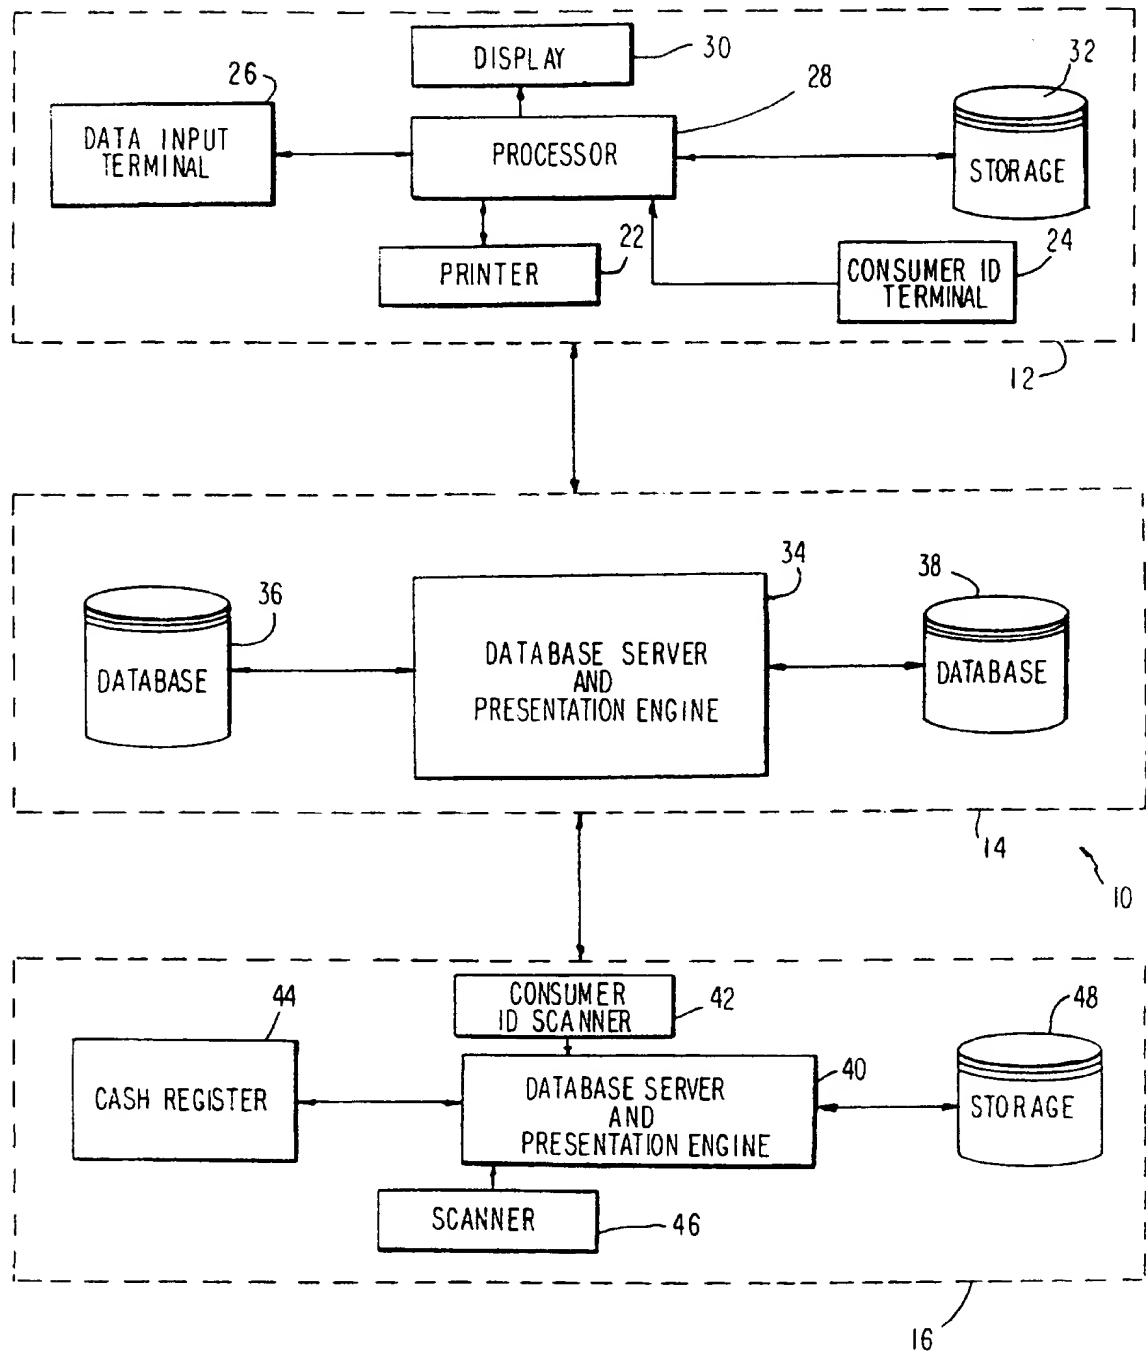 DISPLAY
30
26
28
32
DATA INPUT
TERMINAL
PROCESSOR
STORAGE
22
24
PRINTER
CONSUMER ID
TERMINAL
12
34
38
36
DATABASE
DATABASE SERVER
AND
PRESENTATION ENGINE
DATABASE
14
10
44
CONSUMER
ID SCANNER
42
48
40
CASH REGISTER
DATABASE SERVER
AND
PRESENTATION ENGINE
STORAGE
SCANNER
46
16